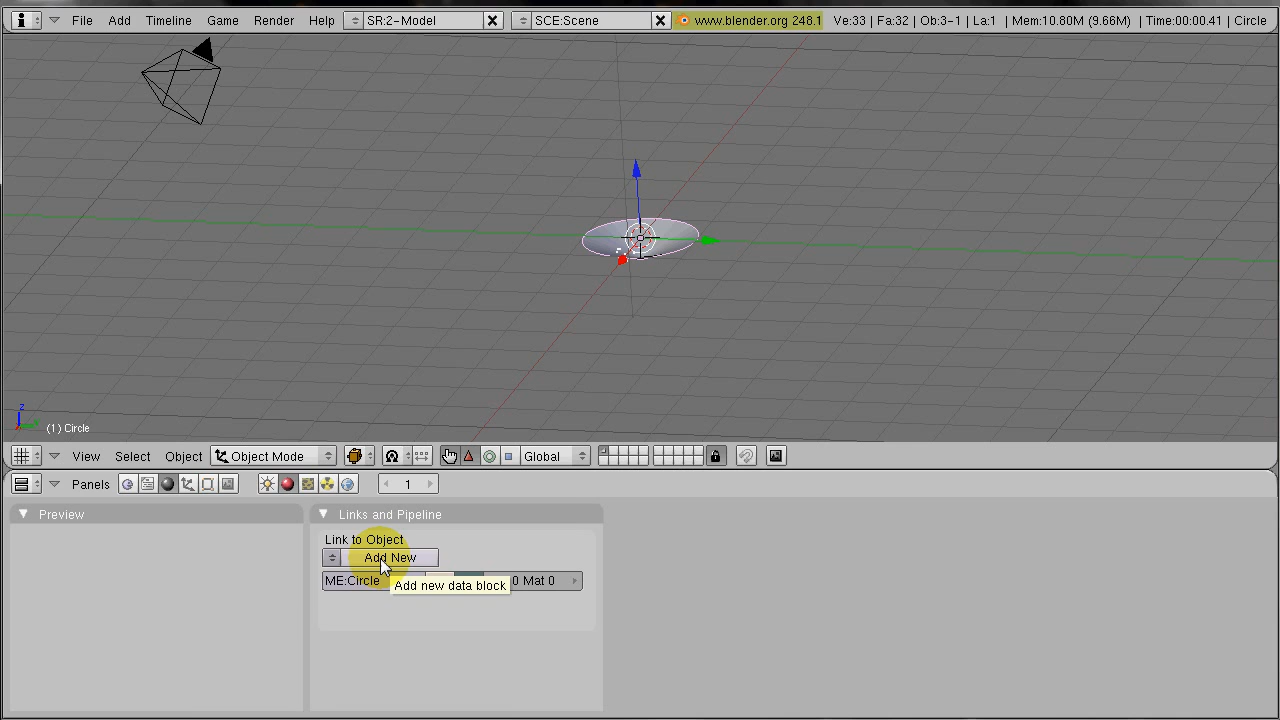 File Add Timeline Game Render Help SR:2-Model SCE:Scene www.blender.org 248.1 Ve:33 | Fa:32 | Ob:3-1 | La:1 | Mem:10.80M (9.83M) | Time:00:00.41 | Circle
z
(1) Circle
View Select Object Object Mode Global
Panels 1
Preview Links and Pipeline
Link to Object
Add New
ME:Circle 0 Mat 0
Add new data block